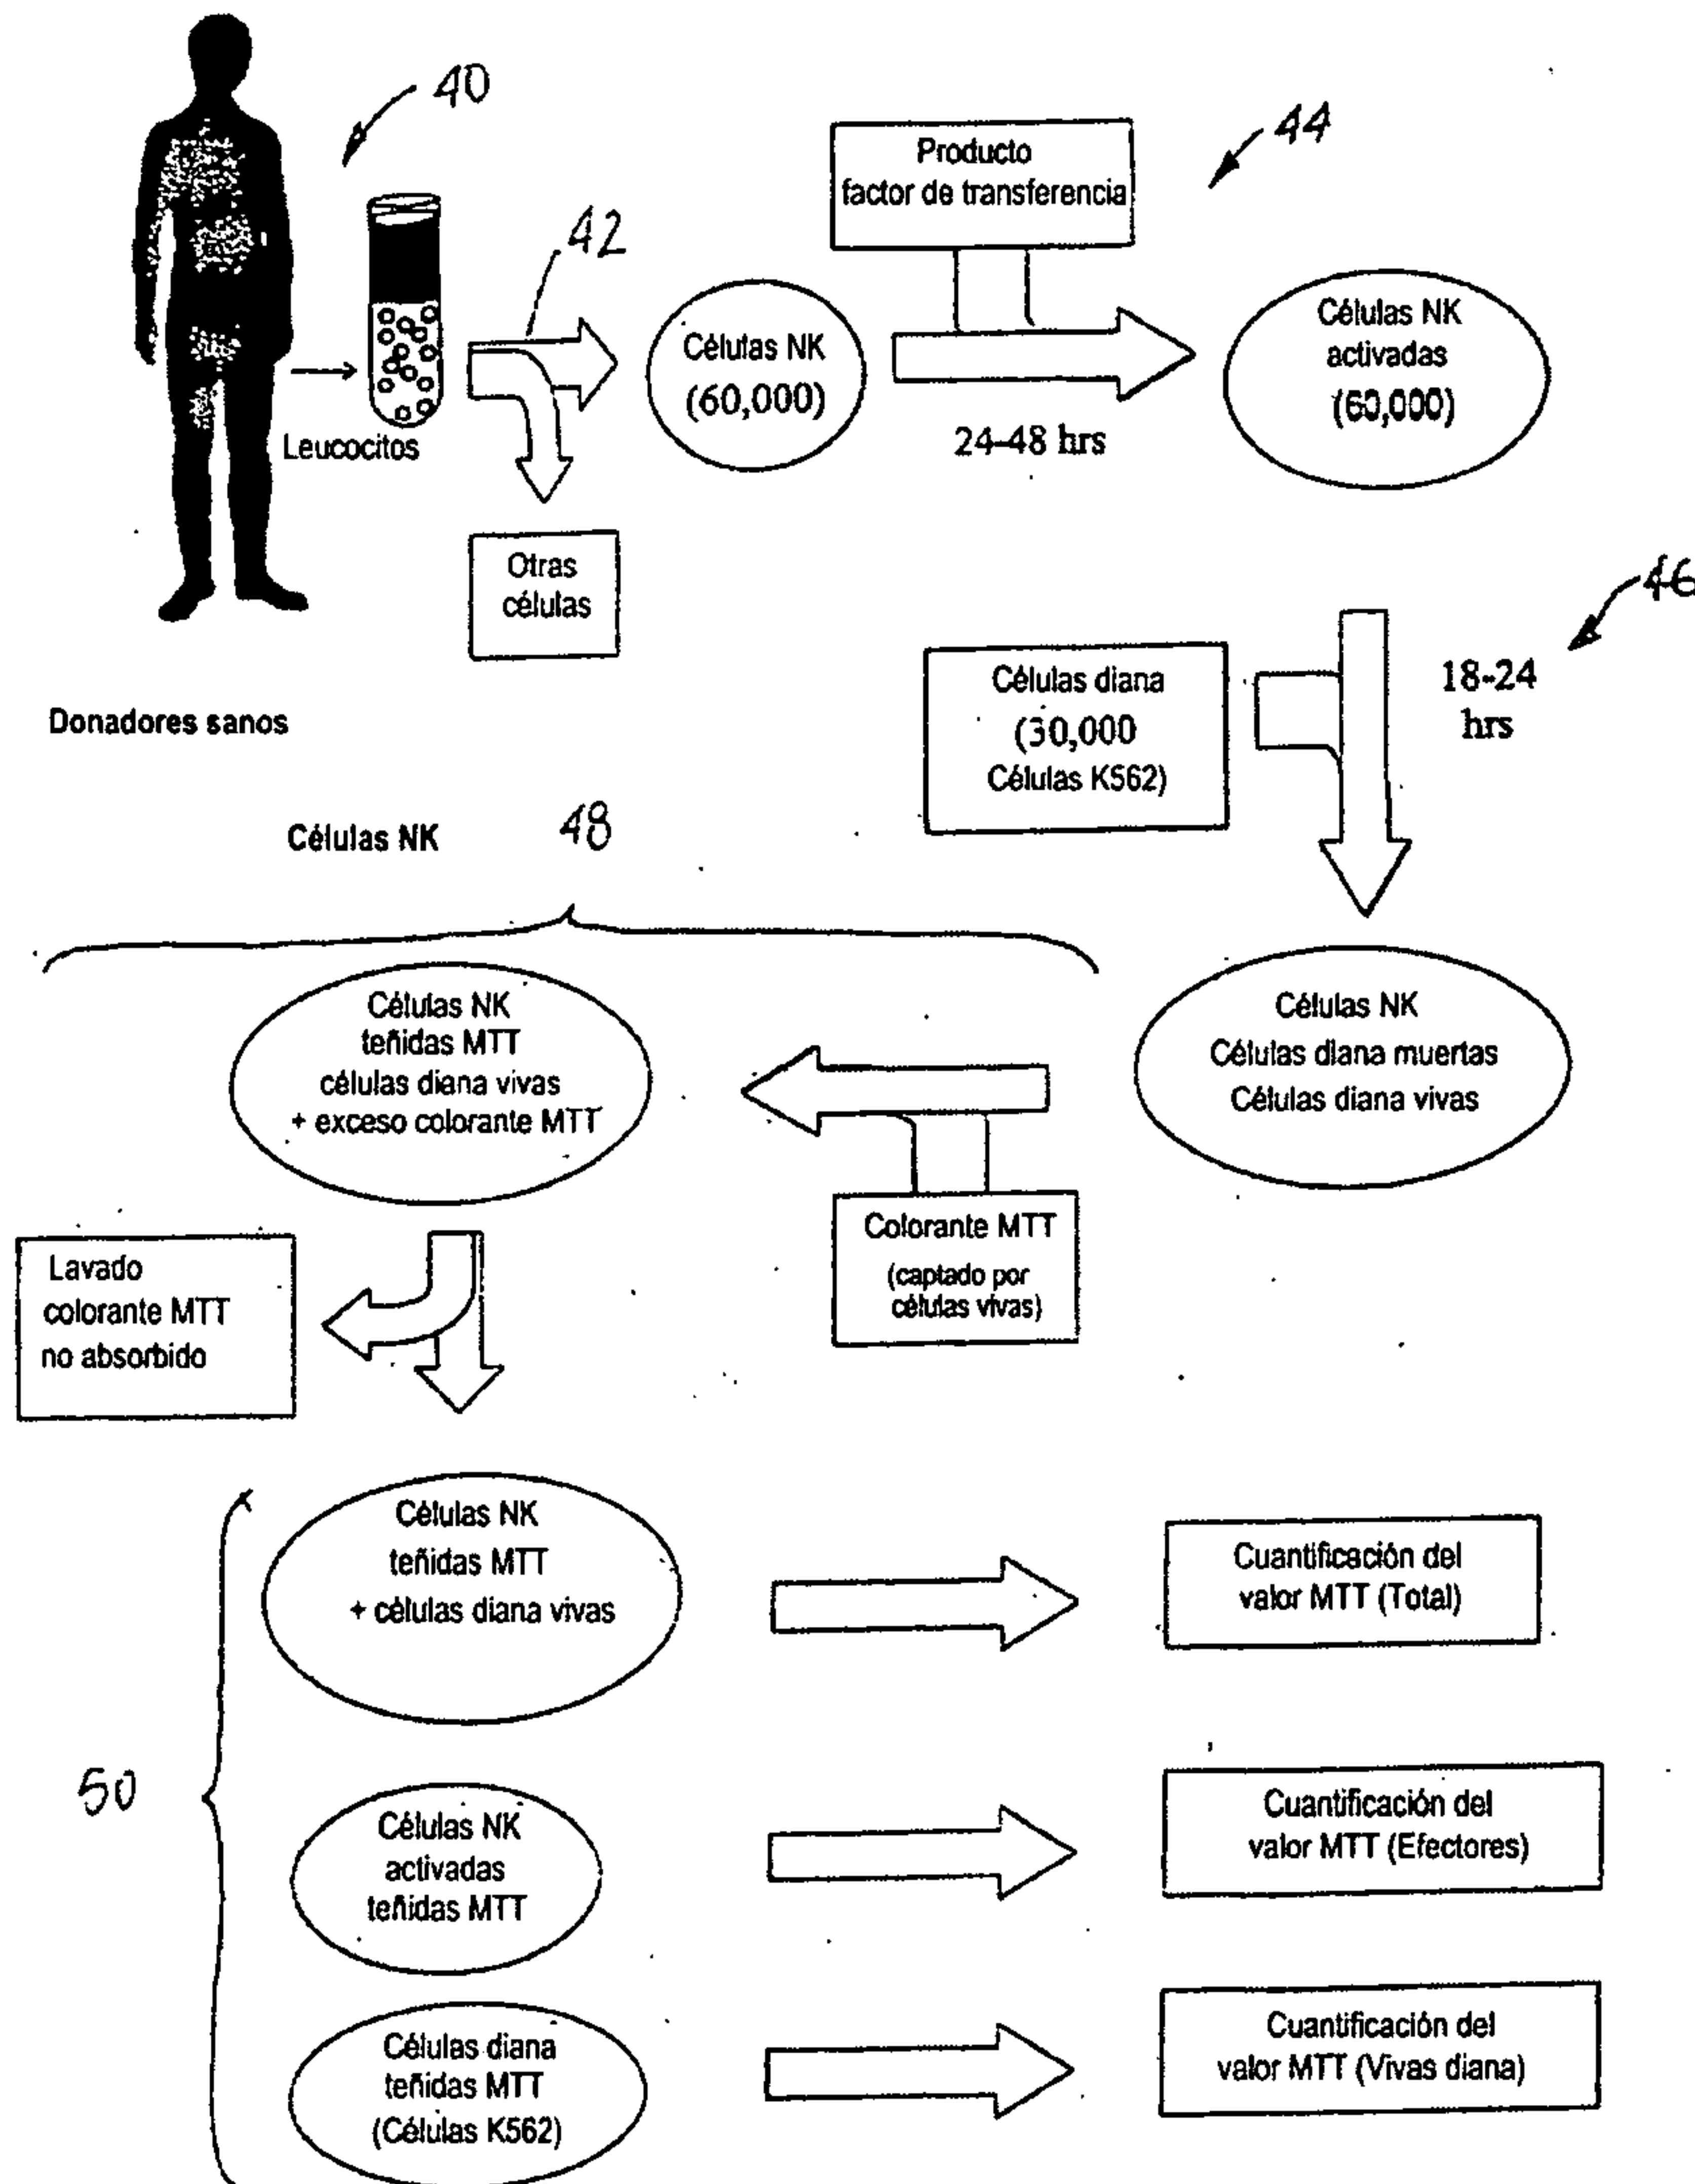 40
44
Producto
factor de transferencia
42
Células NK
(60,000)
Células NK
activadas
(60,000)
24-48 hrs
Leucocitos
Otras
células
46
Células diana
(30,000
Células K562)
18-24
hrs
Donadores sanos
Células NK
48
Células NK
teñidas MTT
células diana vivas
+ exceso colorante MTT
Células NK
Células diana muertas
Células diana vivas
Colorante MTT
(captado por
células vivas)
Lavado
colorante MTT
no absorbido
Células NK
teñidas MTT
+ células diana vivas
Cuantificación del
valor MTT (Total)
50
Células NK
activadas
teñidas MTT
Cuantificación del
valor MTT (Efectores)
Células diana
teñidas MTT
(Células K562)
Cuantificación del
valor MTT (Vivas diana)